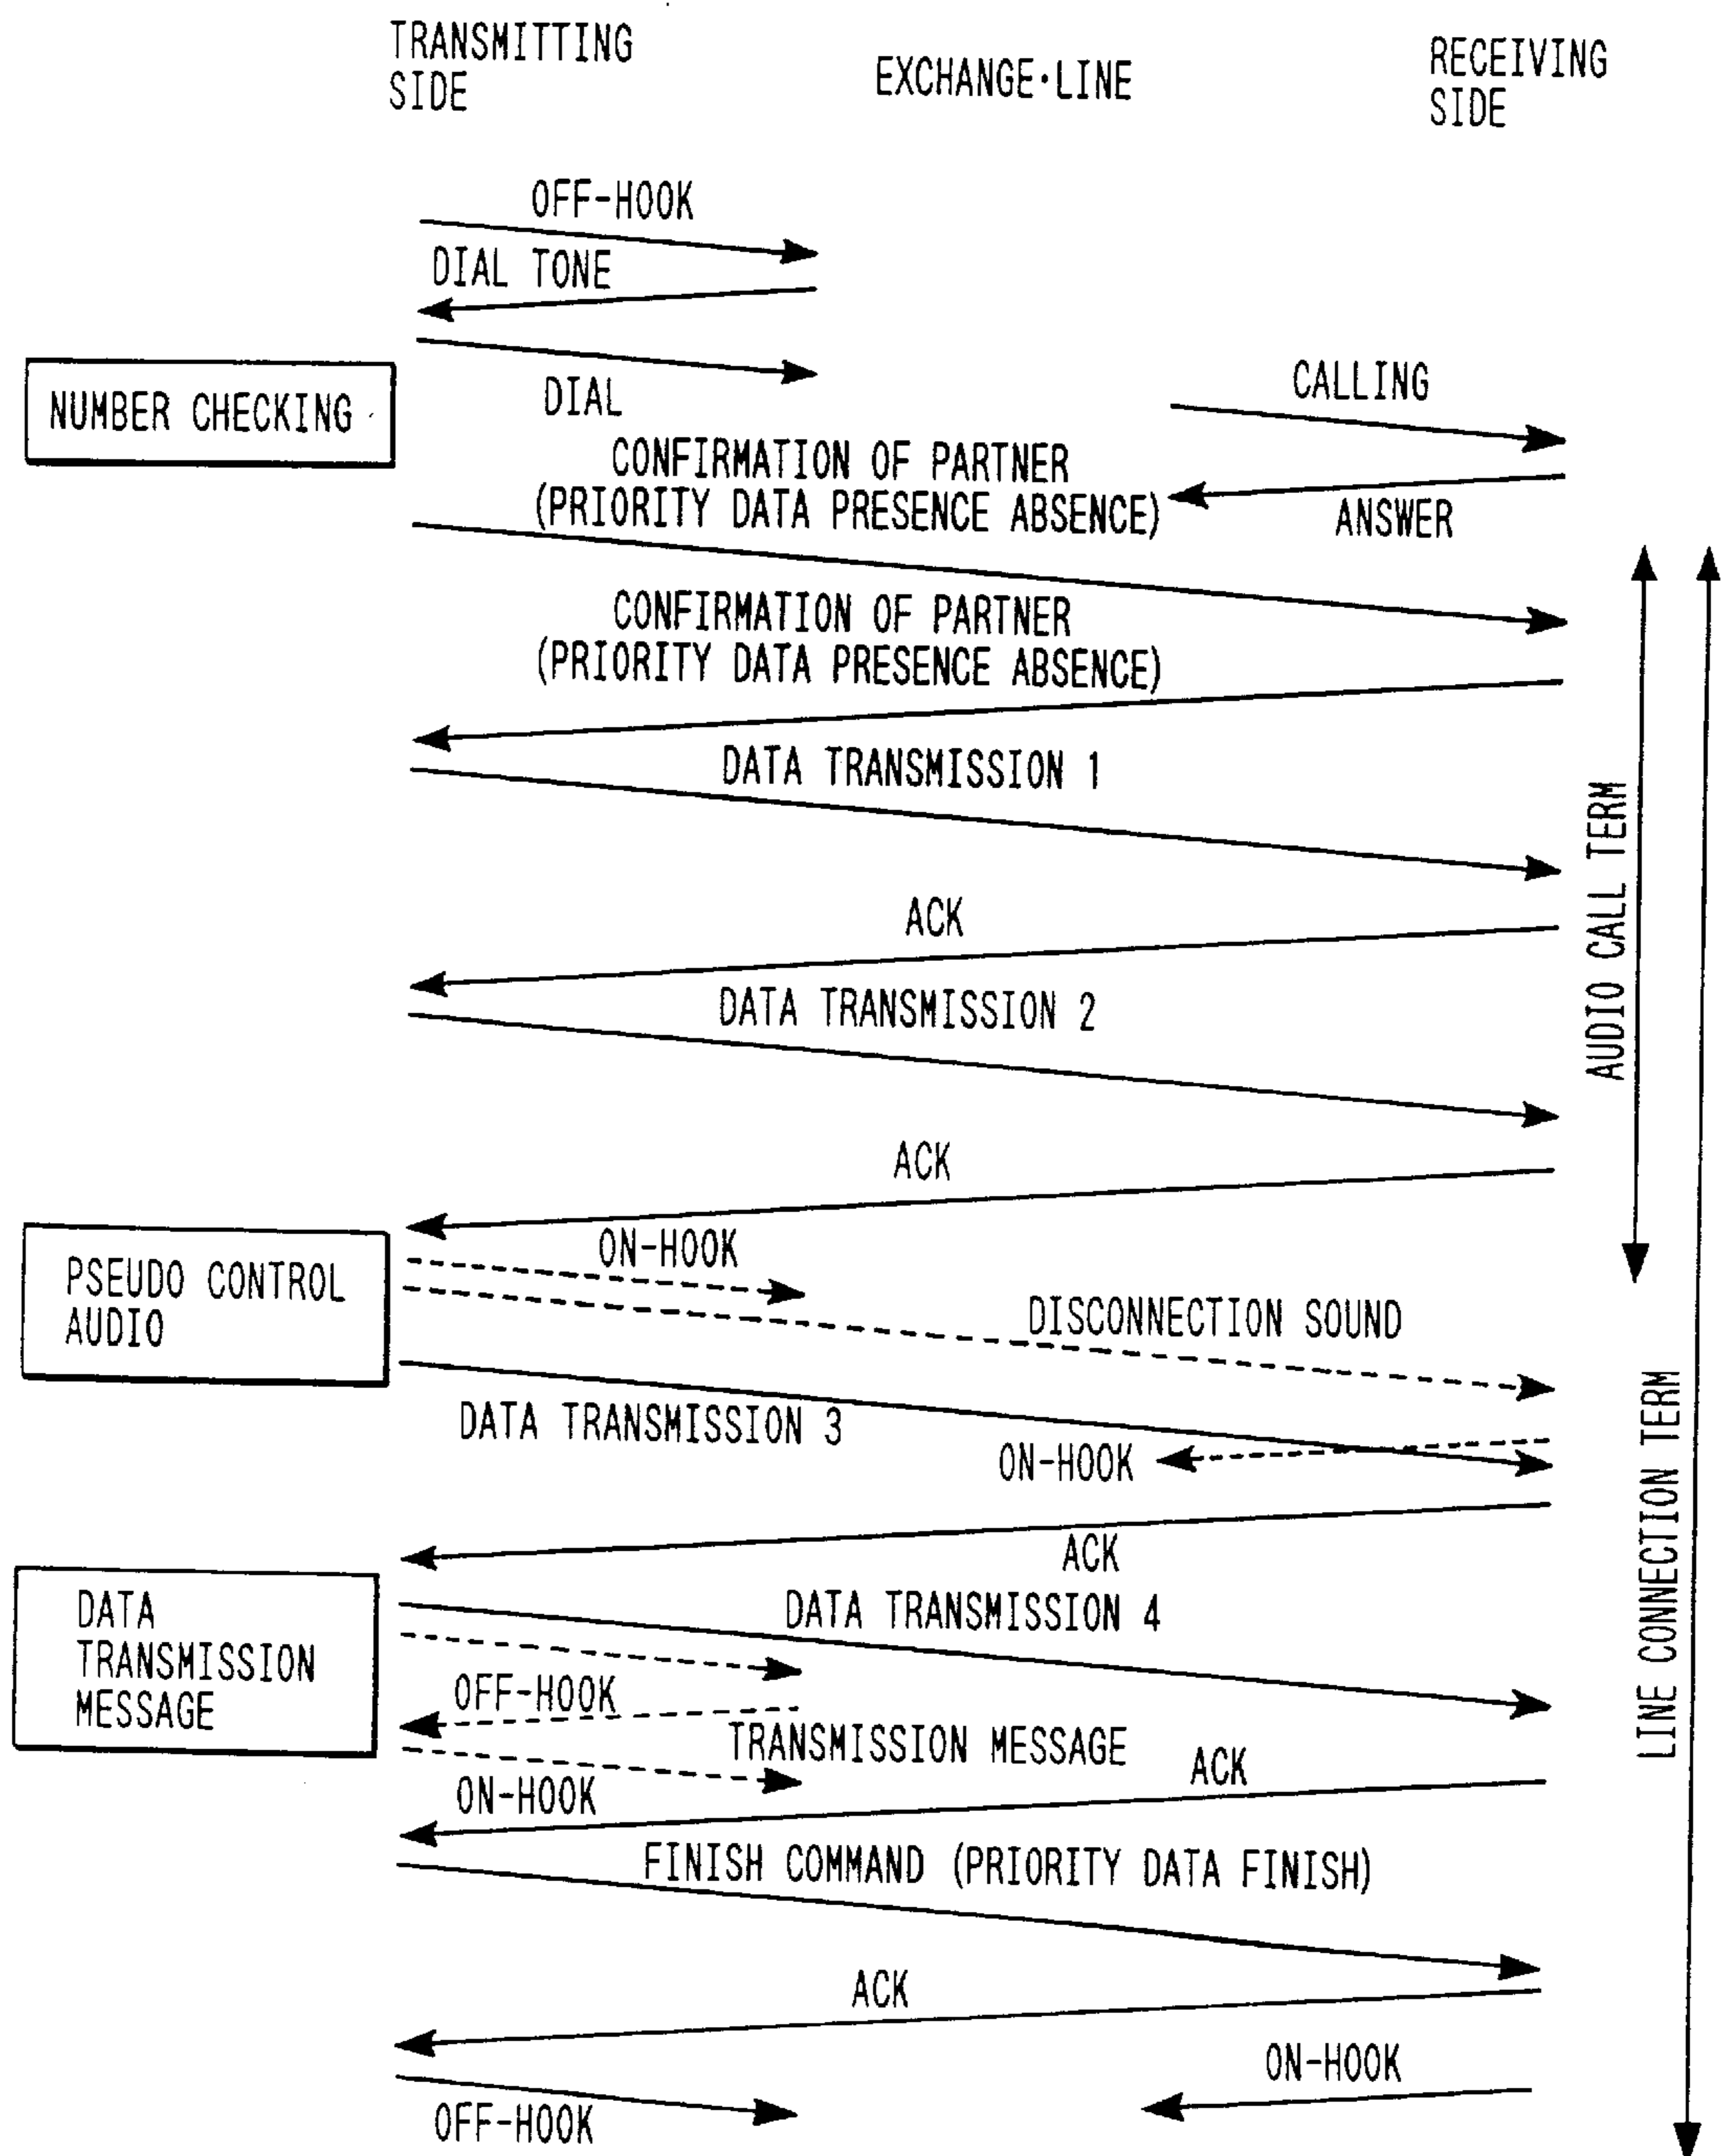 TRANSMITTING
SIDE
EXCHANGE·LINE
RECEIVING
SIDE
OFF-HOOK
DIAL TONE
NUMBER CHECKING
DIAL
CALLING
CONFIRMATION OF PARTNER
(PRIORITY DATA PRESENCE ABSENCE)
ANSWER
CONFIRMATION OF PARTNER
(PRIORITY DATA PRESENCE ABSENCE)
DATA TRANSMISSION 1
ACK
DATA TRANSMISSION 2
AUDIO CALL TERM
ACK
ON-HOOK
PSEUDO CONTROL
AUDIO
DISCONNECTION SOUND
DATA TRANSMISSION 3
ON-HOOK
ACK
LINE CONNECTION TERM
DATA
TRANSMISSION
MESSAGE
DATA TRANSMISSION 4
OFF-HOOK
TRANSMISSION MESSAGE
ACK
ON-HOOK
FINISH COMMAND (PRIORITY DATA FINISH)
ACK
ON-HOOK
OFF-HOOK